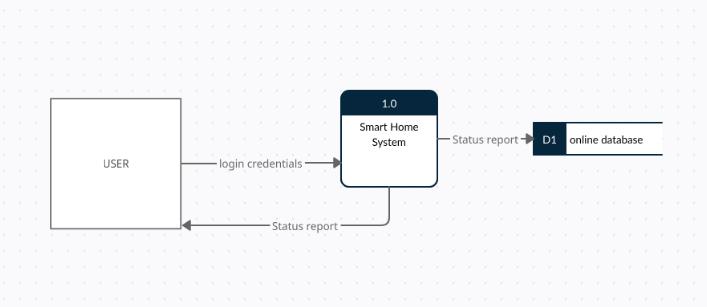 1.0
Smart Home
System
USER
login credentials
Status report
D1
online database
Status report